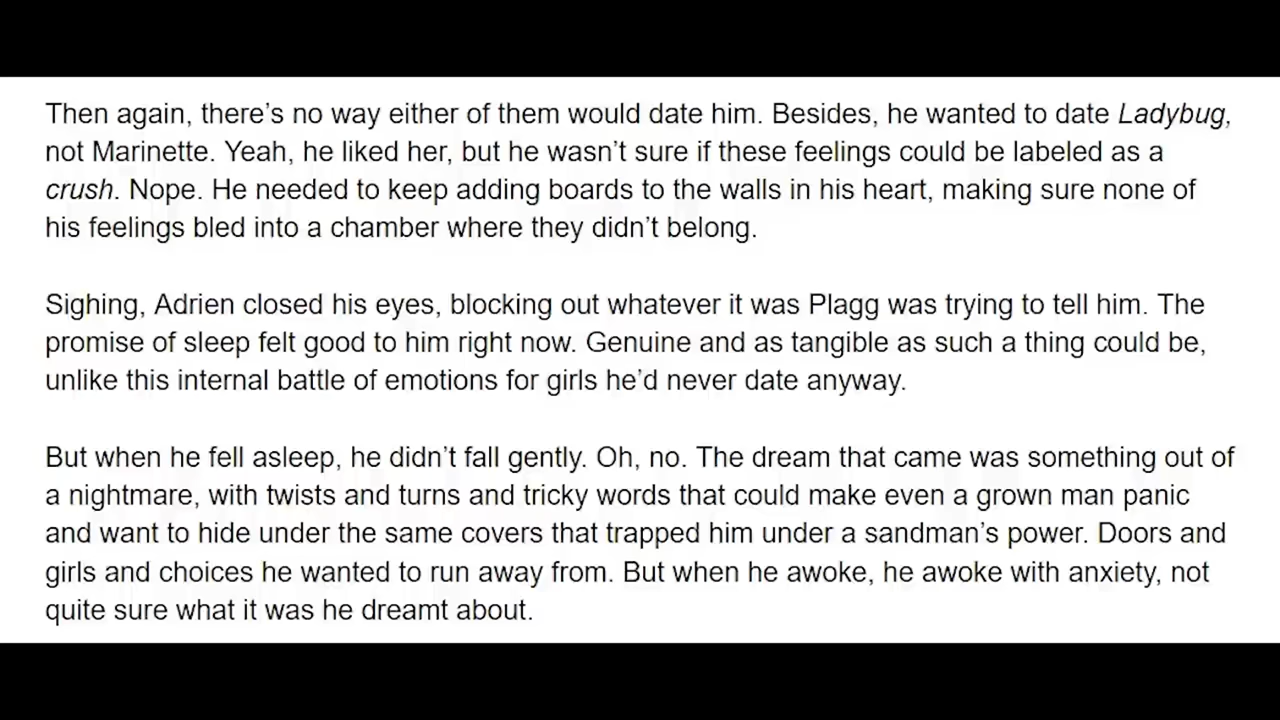 Then again, there’s no way either of them would date him. Besides, he wanted to date Ladybug,
not Marinette. Yeah, he liked her, but he wasn’t sure if these feelings could be labeled as a
crush. Nope. He needed to keep adding boards to the walls in his heart, making sure none of
his feelings bled into a chamber where they didn’t belong.
Sighing, Adrien closed his eyes, blocking out whatever it was Plagg was trying to tell him. The
promise of sleep felt good to him right now. Genuine and as tangible as such a thing could be,
unlike this internal battle of emotions for girls he’d never date anyway.
But when he fell asleep, he didn’t fall gently. Oh, no. The dream that came was something out of
a nightmare, with twists and turns and tricky words that could make even a grown man panic
and want to hide under the same covers that trapped him under a sandman’s power. Doors and
girls and choices he wanted to run away from. But when he awoke, he awoke with anxiety, not
quite sure what it was he dreamt about.